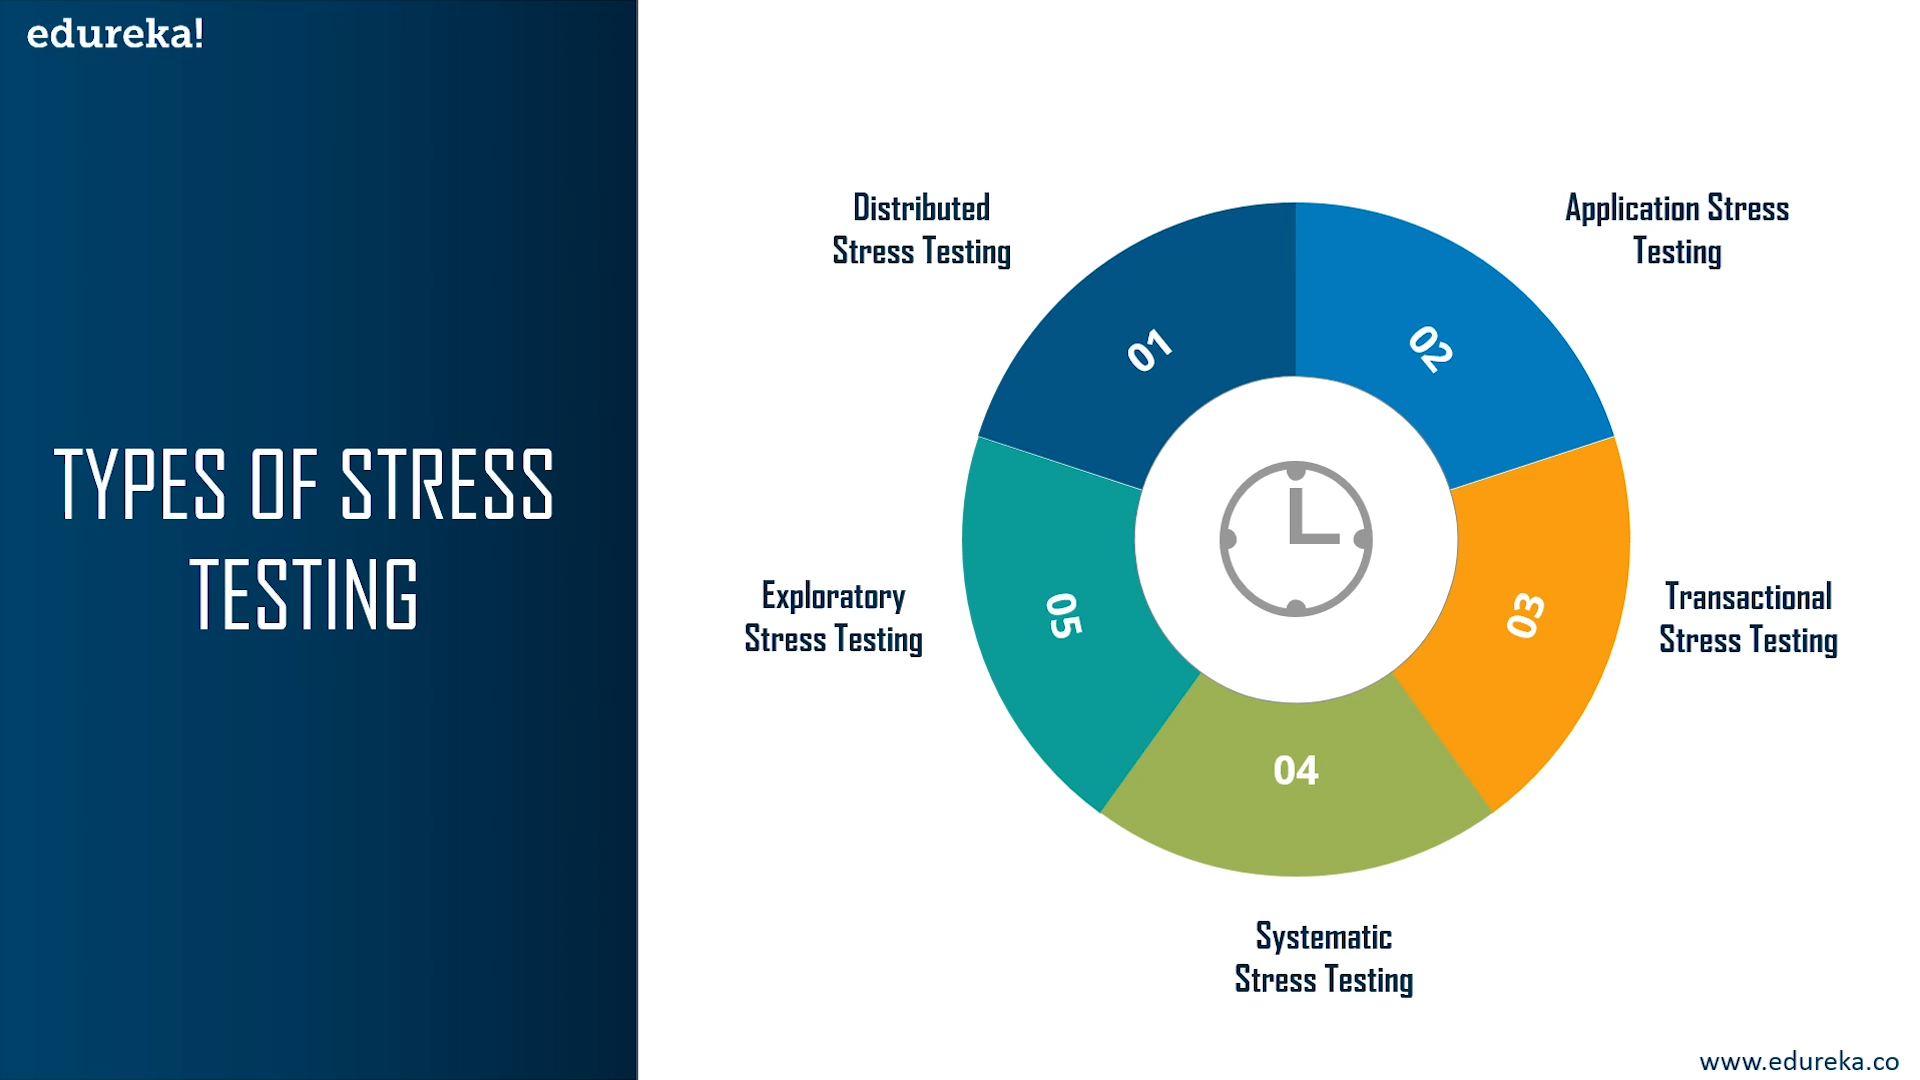 edureka!
TYPES OF STRESS
TESTING
Distributed
Stress Testing
01
Application Stress
Testing
02
Transactional
Stress Testing
03
Systematic
Stress Testing
04
Exploratory
Stress Testing
05
www.edureka.co